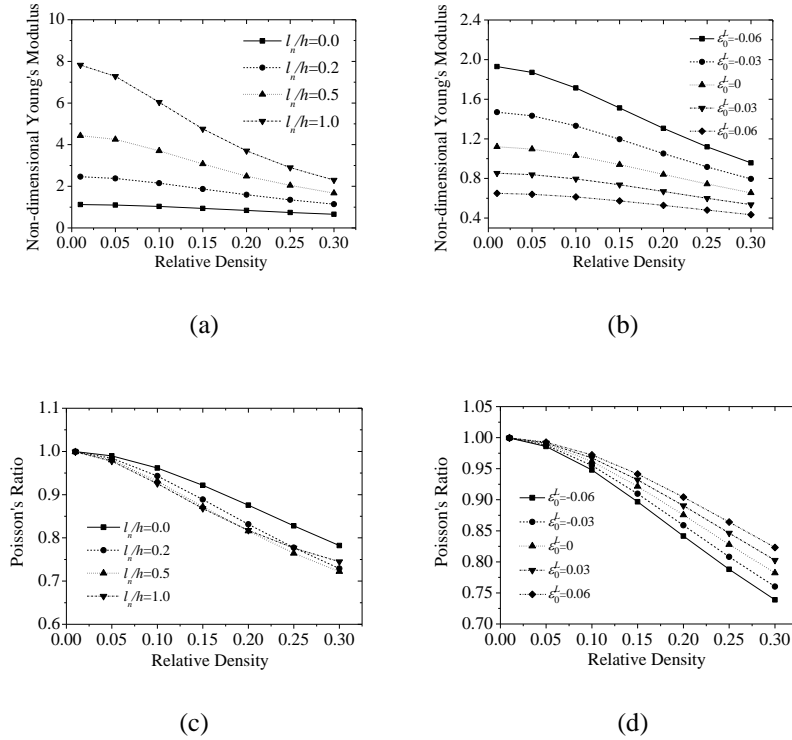 Non-dimensional Young's Modulus
10
8
6
4
2
0
0.00 0.05 0.10 0.15 0.20 0.25 0.30
Relative Density
l_n/h=0.0
l_n/h=0.2
l_n/h=0.5
l_n/h=1.0
(a)
Non-dimensional Young's Modulus
2.4
2.0
1.6
1.2
0.8
0.4
0.00 0.05 0.10 0.15 0.20 0.25 0.30
Relative Density
ε_0^L=-0.06
ε_0^L=-0.03
ε_0^L=0
ε_0^L=0.03
ε_0^L=0.06
(b)
Poisson's Ratio
1.1
1.0
0.9
0.8
0.7
0.6
0.00 0.05 0.10 0.15 0.20 0.25 0.30
Relative Density
l_n/h=0.0
l_n/h=0.2
l_n/h=0.5
l_n/h=1.0
(c)
Poisson's Ratio
1.05
1.00
0.95
0.90
0.85
0.80
0.75
0.70
0.00 0.05 0.10 0.15 0.20 0.25 0.30
Relative Density
ε_0^L=-0.06
ε_0^L=-0.03
ε_0^L=0
ε_0^L=0.03
ε_0^L=0.06
(d)